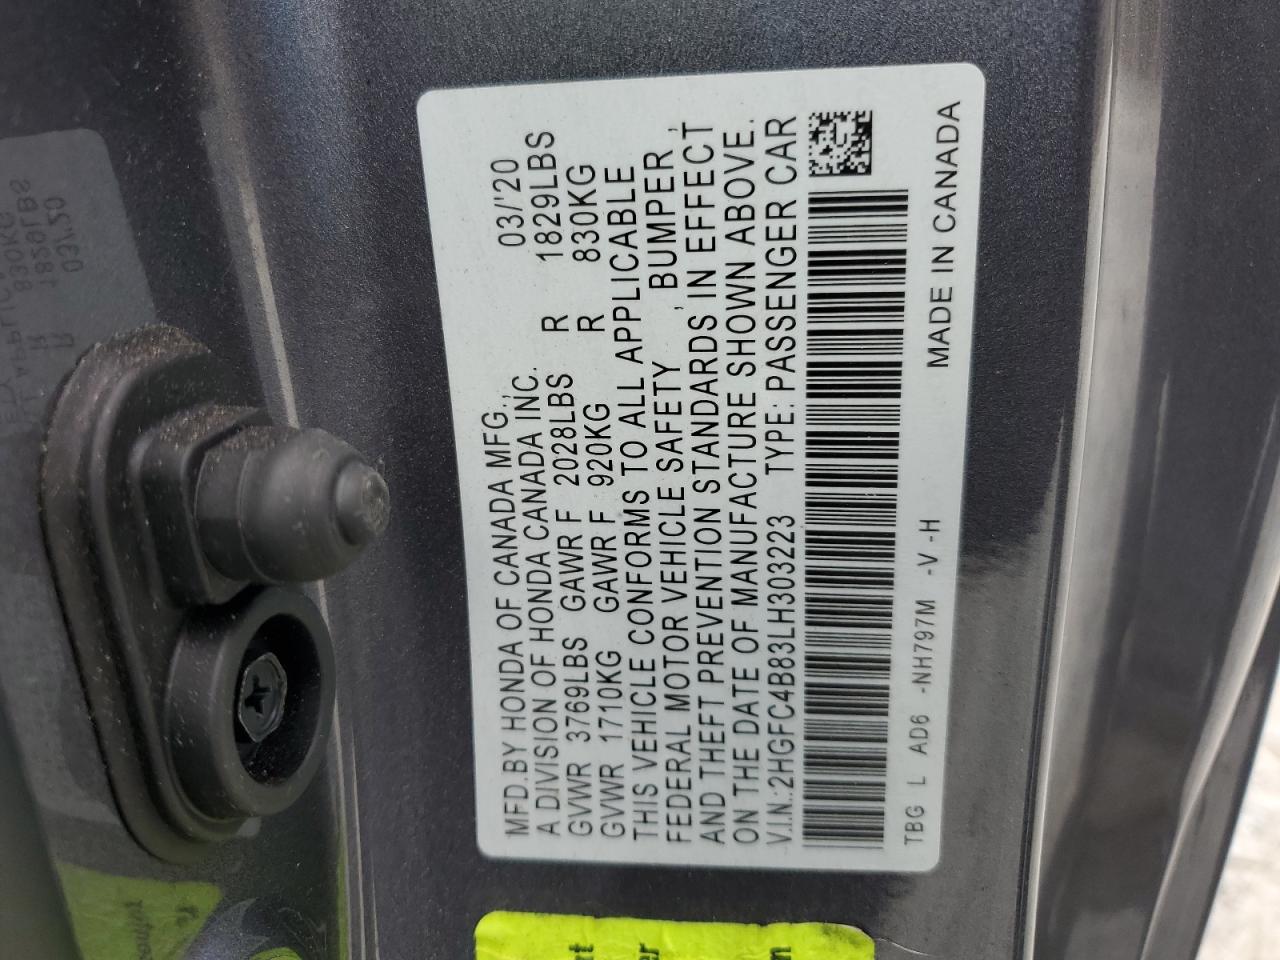 MFD.BY HONDA OF CANADA MFG., 03/'20
A DIVISION OF HONDA CANADA INC.
GVWR 3769LBS GAWR F 2028LBS R 1829LBS
GVWR 1710KG GAWR F 920KG R 830KG
THIS VEHICLE CONFORMS TO ALL APPLICABLE
FEDERAL MOTOR VEHICLE SAFETY , BUMPER ,
AND THEFT PREVENTION STANDARDS IN EFFECT
ON THE DATE OF MANUFACTURE SHOWN ABOVE.
V.I.N.:2HGFC4B83LH303223 TYPE: PASSENGER CAR
TBG L AD6 -NH797M -V -H MADE IN CANADA